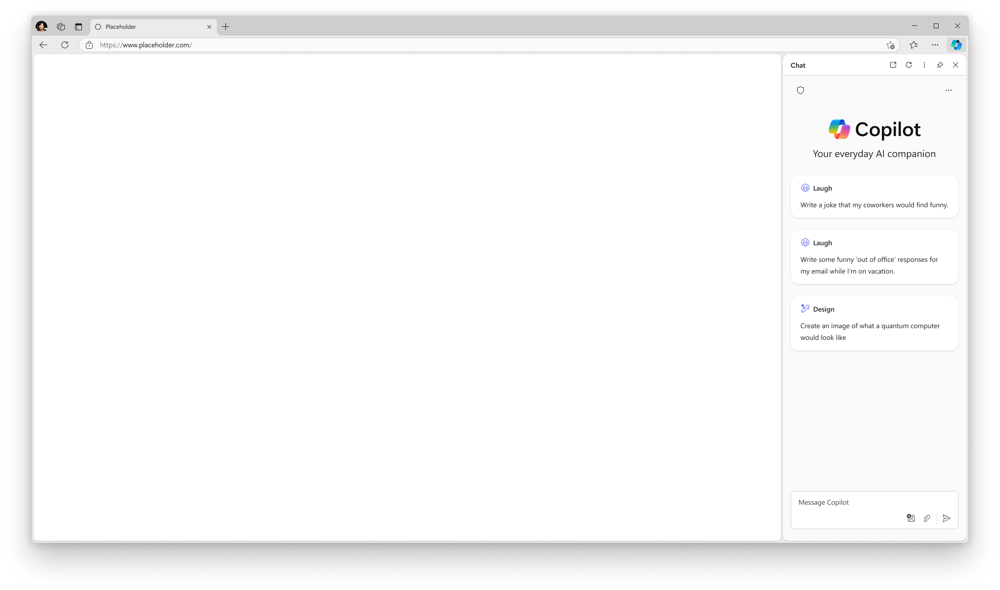 Placeholder
https://www.placeholder.com/
Chat
Copilot
Your everyday AI companion
Laugh
Write a joke that my coworkers would find funny.
Laugh
Write some funny ‘out of office’ responses for
my email while I’m on vacation.
Design
Create an image of what a quantum computer
would look like
Message Copilot